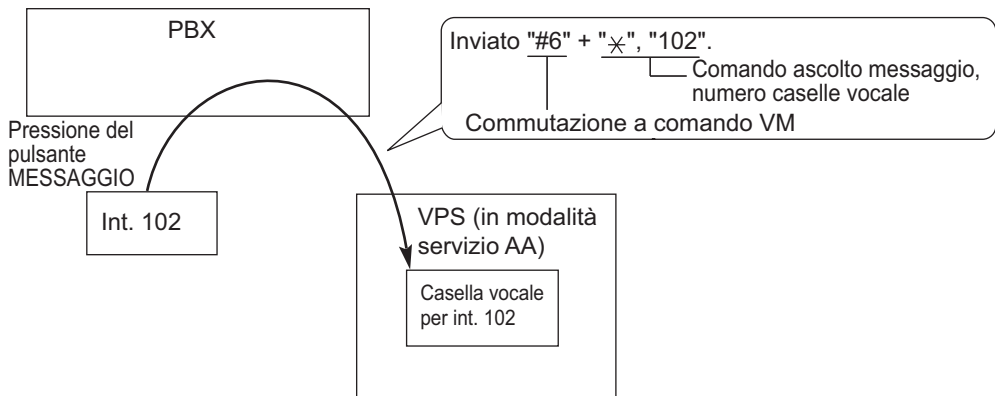 PBX
Inviato "#6" + "⚹", "102".
Comando ascolto messaggio,
numero caselle vocale
Commutazione a comando VM
Pressione del
pulsante
MESSAGGIO
Int. 102
VPS (in modalità
servizio AA)
Casella vocale
per int. 102